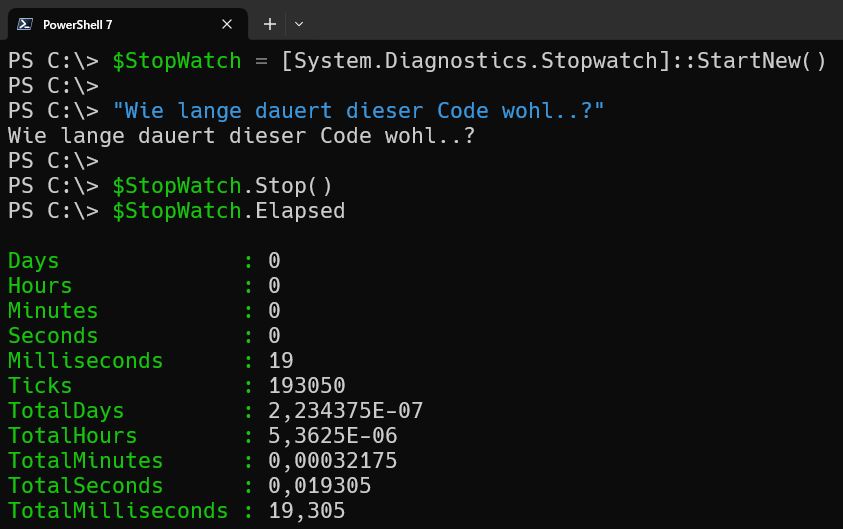 PowerShell 7
PS C:\> $StopWatch = [System.Diagnostics.Stopwatch]::StartNew()
PS C:\>
PS C:\> "Wie lange dauert dieser Code wohl..?"
Wie lange dauert dieser Code wohl..?
PS C:\>
PS C:\> $StopWatch.Stop()
PS C:\> $StopWatch.Elapsed
Days : 0
Hours : 0
Minutes : 0
Seconds : 0
Milliseconds : 19
Ticks : 193050
TotalDays : 2,234375E-07
TotalHours : 5,3625E-06
TotalMinutes : 0,00032175
TotalSeconds : 0,019305
TotalMilliseconds : 19,305